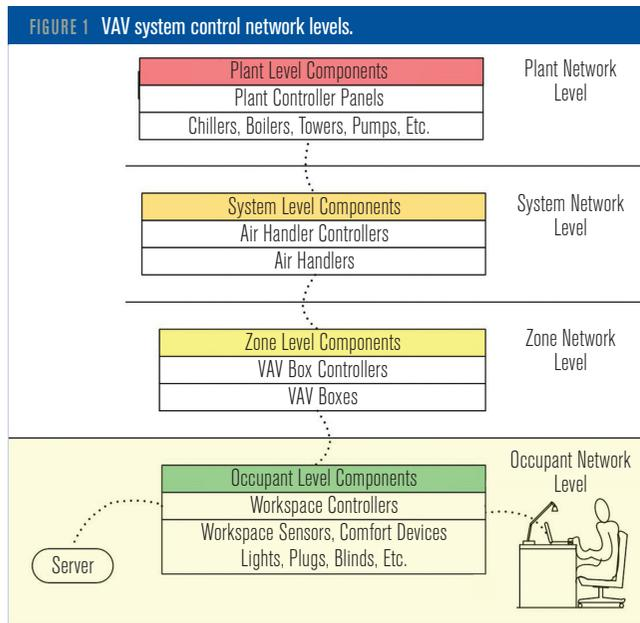 FIGURE 1 VAV system control network levels.
Plant Level Components
Plant Controller Panels
Chillers, Boilers, Towers, Pumps, Etc.
Plant Network
Level
System Level Components
Air Handler Controllers
Air Handlers
System Network
Level
Zone Level Components
VAV Box Controllers
VAV Boxes
Zone Network
Level
Occupant Level Components
Workspace Controllers
Workspace Sensors, Comfort Devices
Lights, Plugs, Blinds, Etc.
Occupant Network
Level
Server